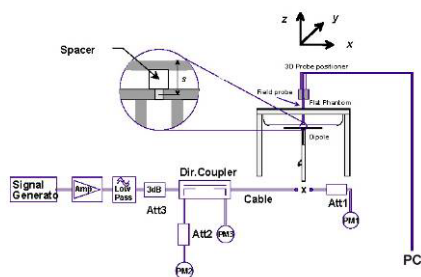 z
y
x
Spacer
s
3D Probe positioner
Field probe
Flat Phantom
Dipole
Dir.Coupler
Signal
Generato
Amp
Low
Pass
3dB
Att3
Cable
x
Att1
PM1
Att2
PM3
PM2
PC